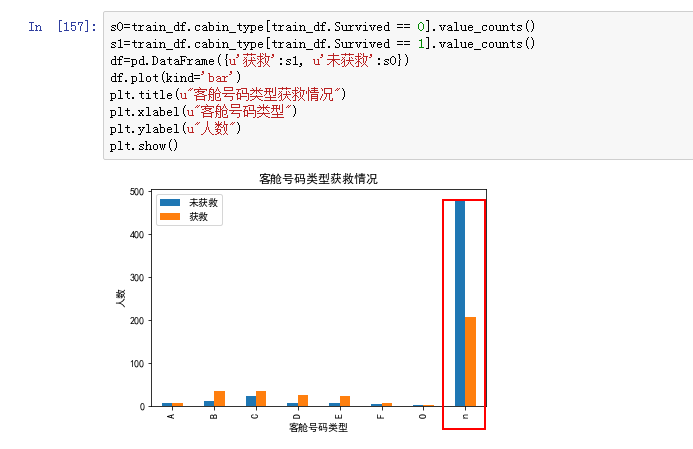 In [157]: s0=train_df.cabin_type[train_df.Survived == 0].value_counts()
s1=train_df.cabin_type[train_df.Survived == 1].value_counts()
df=pd.DataFrame({u'获救':s1, u'未获救':s0})
df.plot(kind='bar')
plt.title(u"客舱号码类型获救情况")
plt.xlabel(u"客舱号码类型")
plt.ylabel(u"人数")
plt.show()
客舱号码类型获救情况
未获救
获救
500
400
300
200
100
0
人数
A B C D E F O n
客舱号码类型